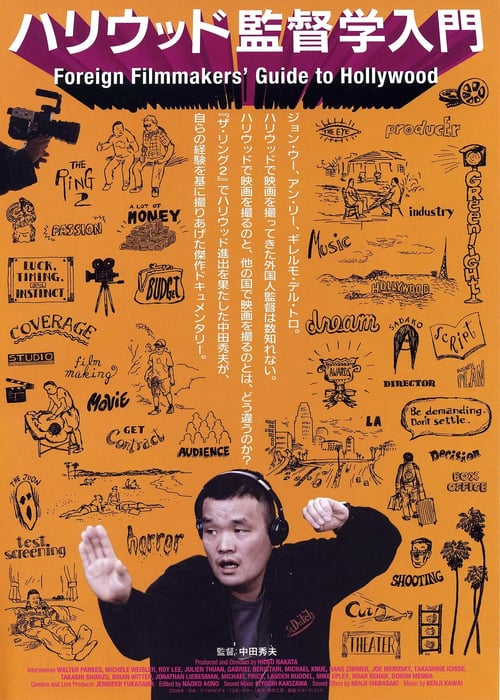 ハリウッド監督学入門
Foreign Filmmakers' Guide to Hollywood
ジョン・ウー、アン・リー、ギレルモ・デル・トロ。
ハリウッドで映画を撮ってきた外国人監督は数知れない。
ハリウッドで映画を撮るのと、他の国で映画を撮るのとは、どう違うのか？
『ザ・リング２』でハリウッド進出を果たした中田秀夫が、
自らの経験を基に撮りあげた傑作ドキュメンタリー。
THE
RING
2
PASSION
A LOT OF
MONEY
LUCK,
TIMING,
AND
INSTINCT
BUDGET
COVERAGE
STUDIO
film
making
Movie
GET
Contract
AUDIENCE
THE JUON
test
screening
horror
THE EYE
producer
industry
Greenlight
Music
HOLLYWOOD
dream
SADAKO
Script
AWARDS
DIRECTOR
PLAN
LA
Be demanding.
Don't settle.
Decision
BOX
OFFICE
SHOOTING
Cut
THEATER
Dutch
監督：中田秀夫
Produced and Directed by HIDEO NAKATA
Interviewees WALTER PARKES, MICHELE WEISLER, ROY LEE, JULIEN THUAN, GABRIEL BERISTAIN, MICHAEL KNUE, HANS ZIMMER, JOE MENOSKY, TAKASHIGE ICHISE,
TAKASHI SHIMIZU, BRIAN WITTEN, JONATHAN LIEBESMAN, MICHAEL PRICE, LANDER RUDDELL, MIKE EPLEY, NOAH BEHAR, DORON MENNA
Camera and Line Producer JENNIFER FUKASAWA Edited by NAOKO AONO Sound Mixer KIYOSHI KAKIZAWA Sound Effect by KENJI SHIBASAKI Music by KENJI KAWAI